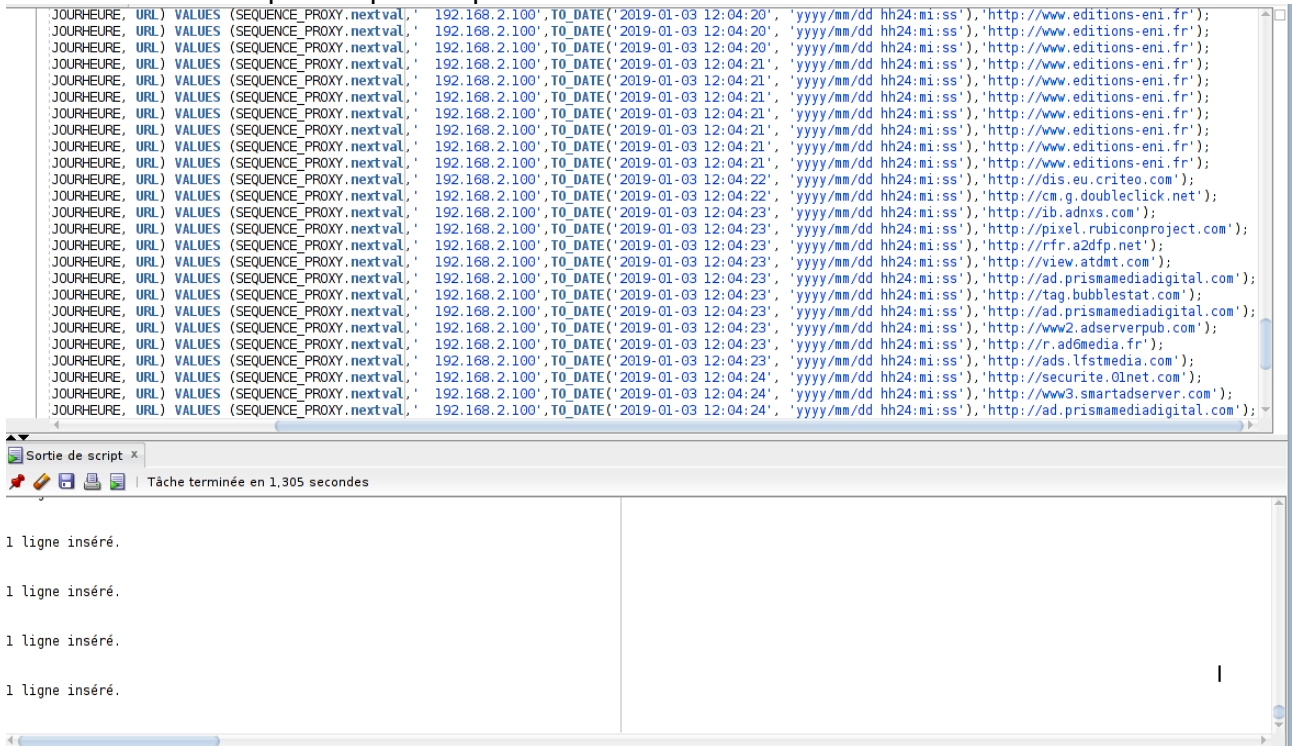 JOURHEURE, URL) VALUES (SEQUENCE_PROXY.nextval,'  192.168.2.100',TO_DATE('2019-01-03 12:04:20', 'yyyy/mm/dd hh24:mi:ss'),'http://www.editions-eni.fr');
JOURHEURE, URL) VALUES (SEQUENCE_PROXY.nextval,'  192.168.2.100',TO_DATE('2019-01-03 12:04:20', 'yyyy/mm/dd hh24:mi:ss'),'http://www.editions-eni.fr');
JOURHEURE, URL) VALUES (SEQUENCE_PROXY.nextval,'  192.168.2.100',TO_DATE('2019-01-03 12:04:20', 'yyyy/mm/dd hh24:mi:ss'),'http://www.editions-eni.fr');
JOURHEURE, URL) VALUES (SEQUENCE_PROXY.nextval,'  192.168.2.100',TO_DATE('2019-01-03 12:04:21', 'yyyy/mm/dd hh24:mi:ss'),'http://www.editions-eni.fr');
JOURHEURE, URL) VALUES (SEQUENCE_PROXY.nextval,'  192.168.2.100',TO_DATE('2019-01-03 12:04:21', 'yyyy/mm/dd hh24:mi:ss'),'http://www.editions-eni.fr');
JOURHEURE, URL) VALUES (SEQUENCE_PROXY.nextval,'  192.168.2.100',TO_DATE('2019-01-03 12:04:21', 'yyyy/mm/dd hh24:mi:ss'),'http://www.editions-eni.fr');
JOURHEURE, URL) VALUES (SEQUENCE_PROXY.nextval,'  192.168.2.100',TO_DATE('2019-01-03 12:04:21', 'yyyy/mm/dd hh24:mi:ss'),'http://www.editions-eni.fr');
JOURHEURE, URL) VALUES (SEQUENCE_PROXY.nextval,'  192.168.2.100',TO_DATE('2019-01-03 12:04:21', 'yyyy/mm/dd hh24:mi:ss'),'http://www.editions-eni.fr');
JOURHEURE, URL) VALUES (SEQUENCE_PROXY.nextval,'  192.168.2.100',TO_DATE('2019-01-03 12:04:21', 'yyyy/mm/dd hh24:mi:ss'),'http://www.editions-eni.fr');
JOURHEURE, URL) VALUES (SEQUENCE_PROXY.nextval,'  192.168.2.100',TO_DATE('2019-01-03 12:04:21', 'yyyy/mm/dd hh24:mi:ss'),'http://www.editions-eni.fr');
JOURHEURE, URL) VALUES (SEQUENCE_PROXY.nextval,'  192.168.2.100',TO_DATE('2019-01-03 12:04:22', 'yyyy/mm/dd hh24:mi:ss'),'http://dis.eu.criteo.com');
JOURHEURE, URL) VALUES (SEQUENCE_PROXY.nextval,'  192.168.2.100',TO_DATE('2019-01-03 12:04:22', 'yyyy/mm/dd hh24:mi:ss'),'http://cm.g.doubleclick.net');
JOURHEURE, URL) VALUES (SEQUENCE_PROXY.nextval,'  192.168.2.100',TO_DATE('2019-01-03 12:04:23', 'yyyy/mm/dd hh24:mi:ss'),'http://ib.adnxs.com');
JOURHEURE, URL) VALUES (SEQUENCE_PROXY.nextval,'  192.168.2.100',TO_DATE('2019-01-03 12:04:23', 'yyyy/mm/dd hh24:mi:ss'),'http://pixel.rubiconproject.com');
JOURHEURE, URL) VALUES (SEQUENCE_PROXY.nextval,'  192.168.2.100',TO_DATE('2019-01-03 12:04:23', 'yyyy/mm/dd hh24:mi:ss'),'http://rfr.a2dfp.net');
JOURHEURE, URL) VALUES (SEQUENCE_PROXY.nextval,'  192.168.2.100',TO_DATE('2019-01-03 12:04:23', 'yyyy/mm/dd hh24:mi:ss'),'http://view.atdmt.com');
JOURHEURE, URL) VALUES (SEQUENCE_PROXY.nextval,'  192.168.2.100',TO_DATE('2019-01-03 12:04:23', 'yyyy/mm/dd hh24:mi:ss'),'http://ad.prismamediadigital.com');
JOURHEURE, URL) VALUES (SEQUENCE_PROXY.nextval,'  192.168.2.100',TO_DATE('2019-01-03 12:04:23', 'yyyy/mm/dd hh24:mi:ss'),'http://tag.bubblestat.com');
JOURHEURE, URL) VALUES (SEQUENCE_PROXY.nextval,'  192.168.2.100',TO_DATE('2019-01-03 12:04:23', 'yyyy/mm/dd hh24:mi:ss'),'http://ad.prismamediadigital.com');
JOURHEURE, URL) VALUES (SEQUENCE_PROXY.nextval,'  192.168.2.100',TO_DATE('2019-01-03 12:04:23', 'yyyy/mm/dd hh24:mi:ss'),'http://www2.adserverpub.com');
JOURHEURE, URL) VALUES (SEQUENCE_PROXY.nextval,'  192.168.2.100',TO_DATE('2019-01-03 12:04:23', 'yyyy/mm/dd hh24:mi:ss'),'http://r.ad6media.fr');
JOURHEURE, URL) VALUES (SEQUENCE_PROXY.nextval,'  192.168.2.100',TO_DATE('2019-01-03 12:04:23', 'yyyy/mm/dd hh24:mi:ss'),'http://ads.lfstmedia.com');
JOURHEURE, URL) VALUES (SEQUENCE_PROXY.nextval,'  192.168.2.100',TO_DATE('2019-01-03 12:04:24', 'yyyy/mm/dd hh24:mi:ss'),'http://securite.01net.com');
JOURHEURE, URL) VALUES (SEQUENCE_PROXY.nextval,'  192.168.2.100',TO_DATE('2019-01-03 12:04:24', 'yyyy/mm/dd hh24:mi:ss'),'http://www3.smartadserver.com');
JOURHEURE, URL) VALUES (SEQUENCE_PROXY.nextval,'  192.168.2.100',TO_DATE('2019-01-03 12:04:24', 'yyyy/mm/dd hh24:mi:ss'),'http://ad.prismamediadigital.com');
Sortie de script x
Tâche terminée en 1,305 secondes
1 ligne inséré.
1 ligne inséré.
1 ligne inséré.
1 ligne inséré.